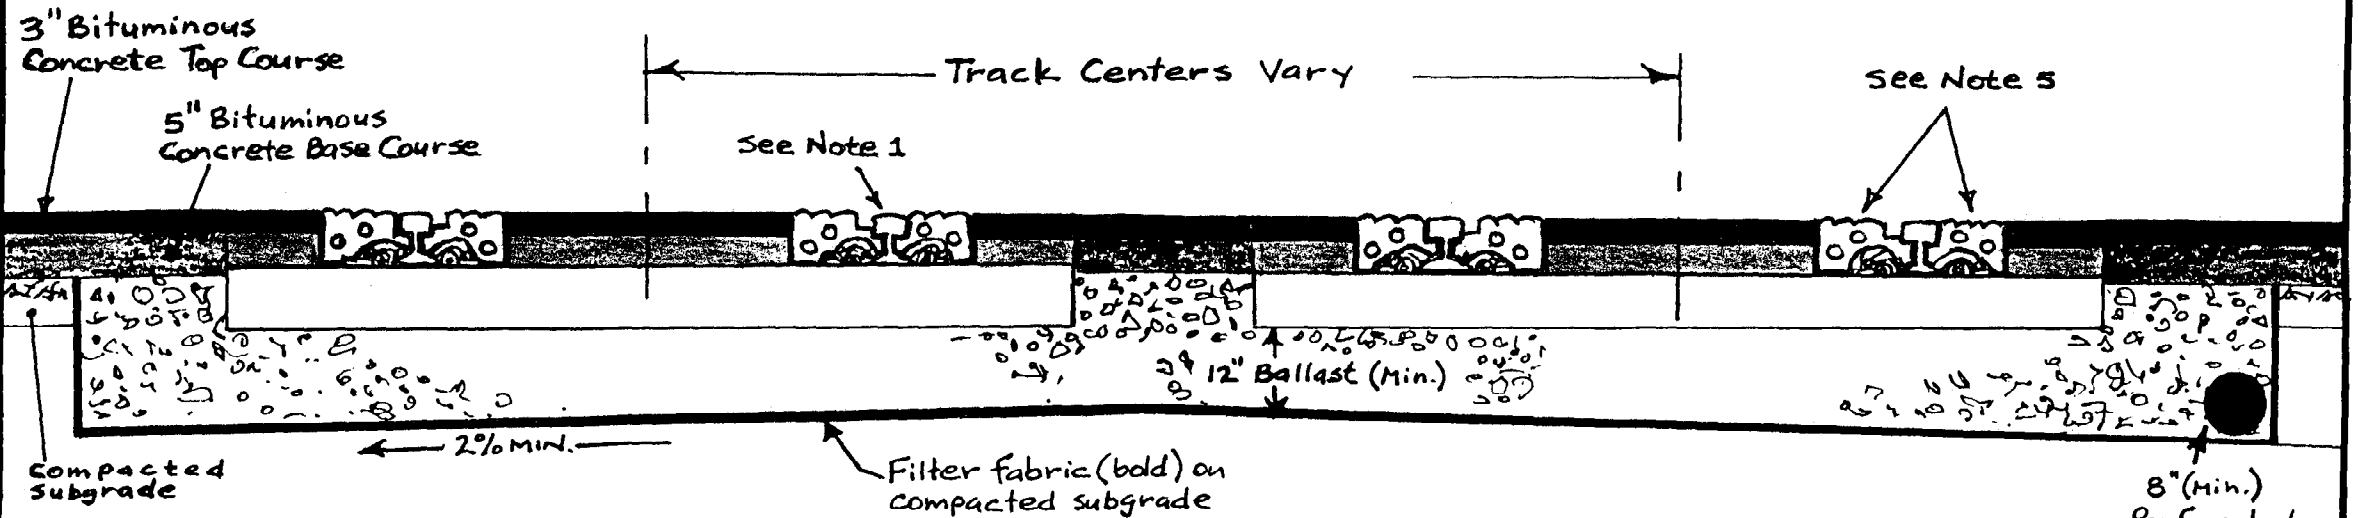 3" Bituminous
Concrete Top Course
5" Bituminous
Concrete Base Course
Track Centers Vary
See Note 1
See Note 5
12" Ballast (Min.)
2% MIN.
Compacted
subgrade
Filter fabric (bold) on
compacted subgrade
8" (Min.)